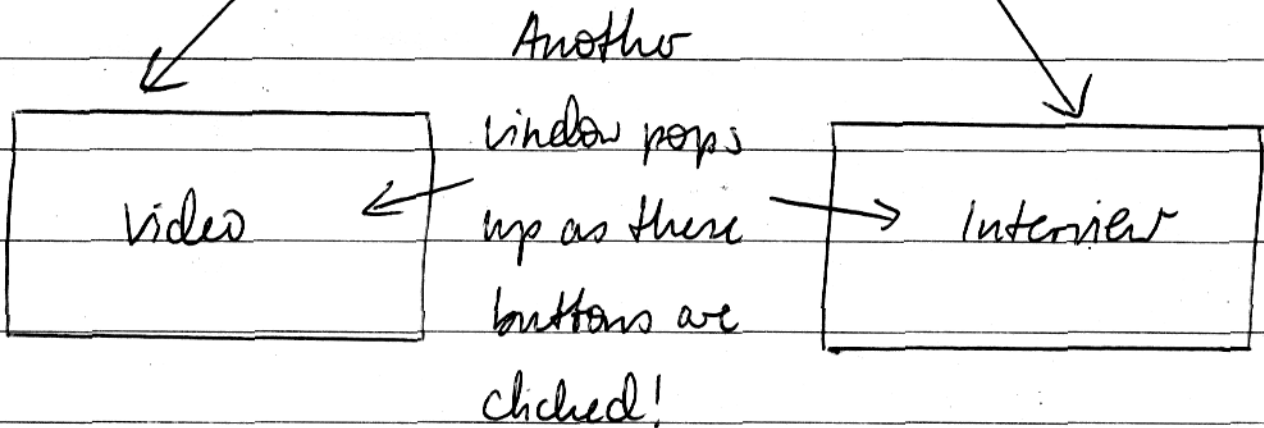 Another
window pops
Video
up as these
Interview
buttons are
clicked!